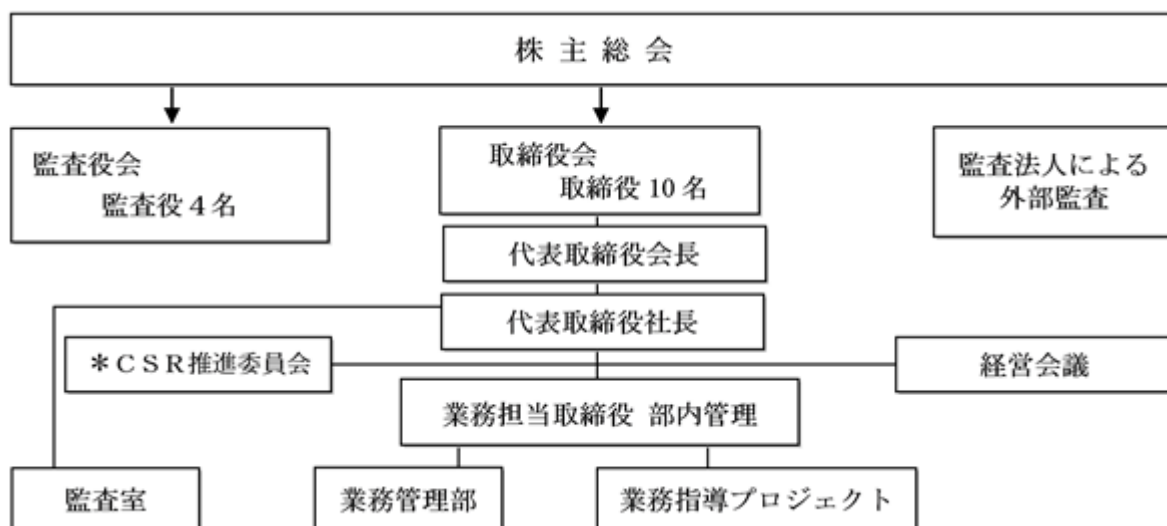 株主総会
監査役会
監査役4名
取締役会
取締役10名
監査法人による
外部監査
代表取締役会長
代表取締役社長
＊ＣＳＲ推進委員会
経営会議
業務担当取締役 部内管理
監査室
業務管理部
業務指導プロジェクト